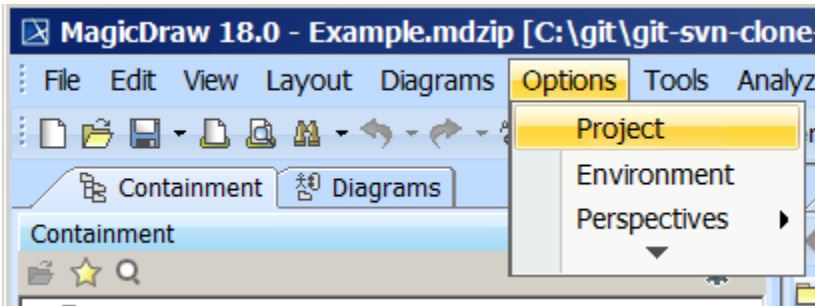 MagicDraw 18.0 - Example.mdzip [C:\git\git-svn-clone-
File Edit View Layout Diagrams Options Tools Analyz
Project
Environment
Perspectives
Containment Diagrams
Containment